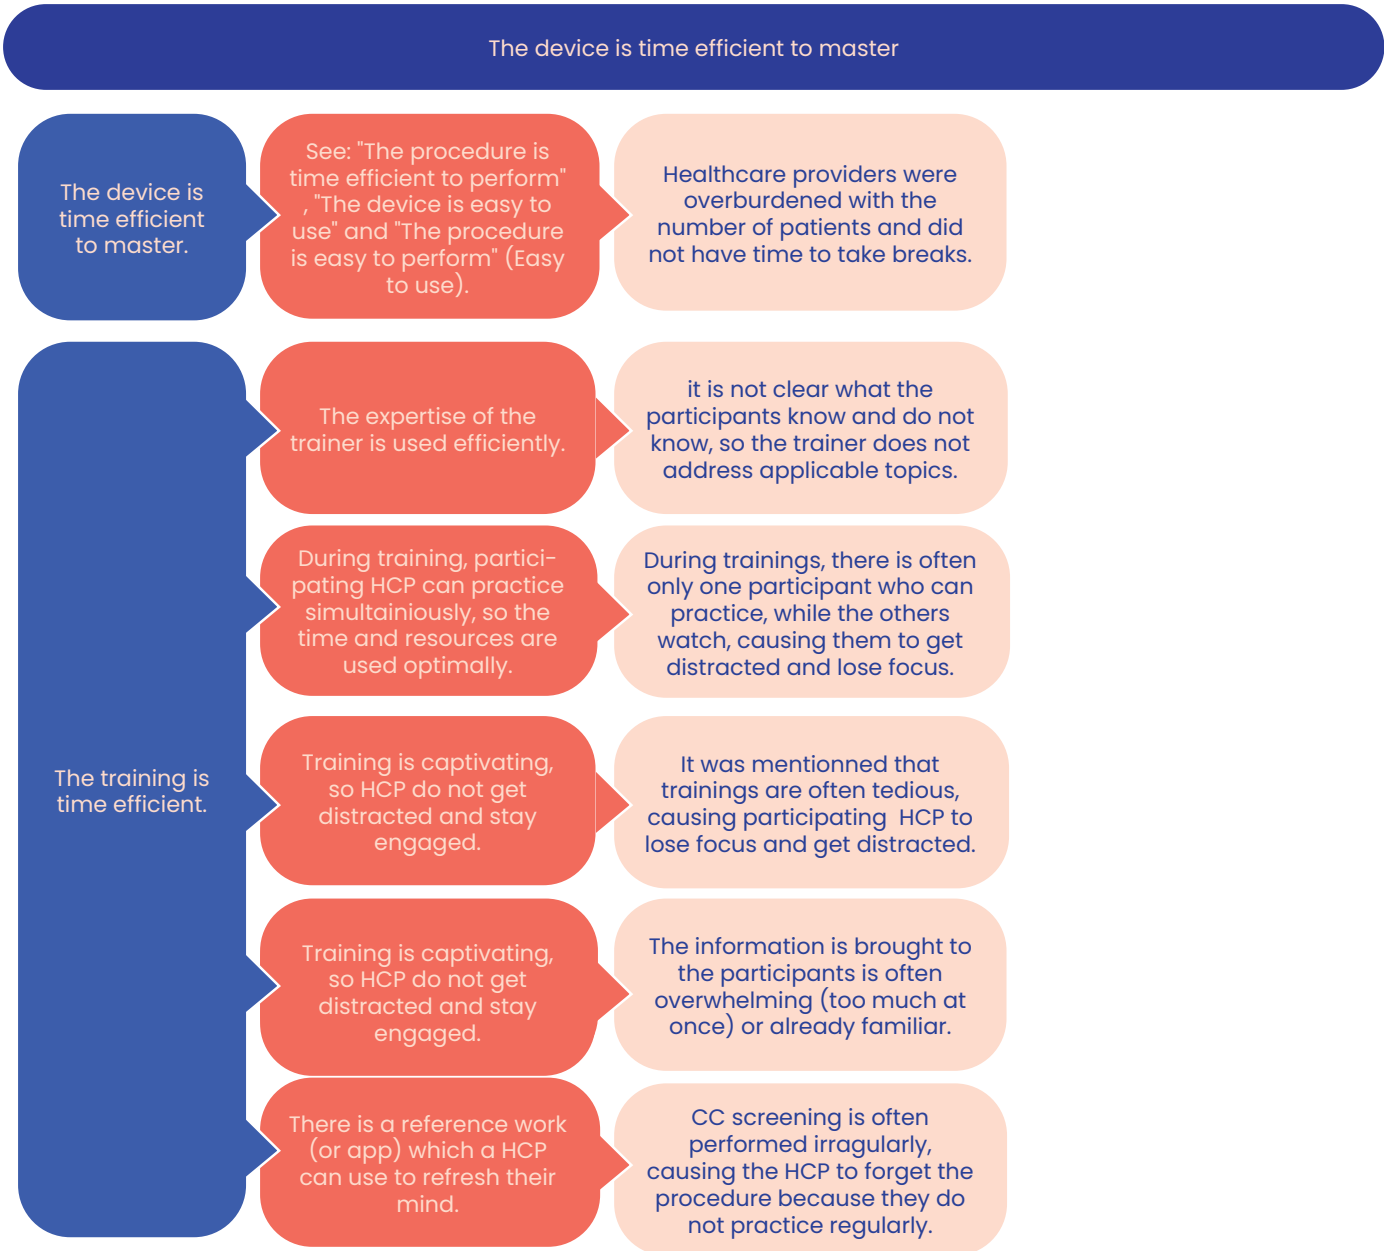 The device is time efficient to master
The device is
time efficient
to master.
See: "The procedure is
time efficient to perform"
, "The device is easy to
use" and "The procedure
is easy to perform" (Easy
to use).
Healthcare providers were
overburdened with the
number of patients and did
not have time to take breaks.
The training is
time efficient.
The expertise of the
trainer is used efficiently.
it is not clear what the
participants know and do not
know, so the trainer does not
address applicable topics.
During training, partici-
pating HCP can practice
simultainiously, so the
time and resources are
used optimally.
During trainings, there is often
only one participant who can
practice, while the others
watch, causing them to get
distracted and lose focus.
Training is captivating,
so HCP do not get
distracted and stay
engaged.
It was mentionned that
trainings are often tedious,
causing participating  HCP to
lose focus and get distracted.
Training is captivating,
so HCP do not get
distracted and stay
engaged.
The information is brought to
the participants is often
overwhelming (too much at
once) or already familiar.
There is a reference work
(or app) which a HCP
can use to refresh their
mind.
CC screening is often
performed irragularly,
causing the HCP to forget the
procedure because they do
not practice regularly.